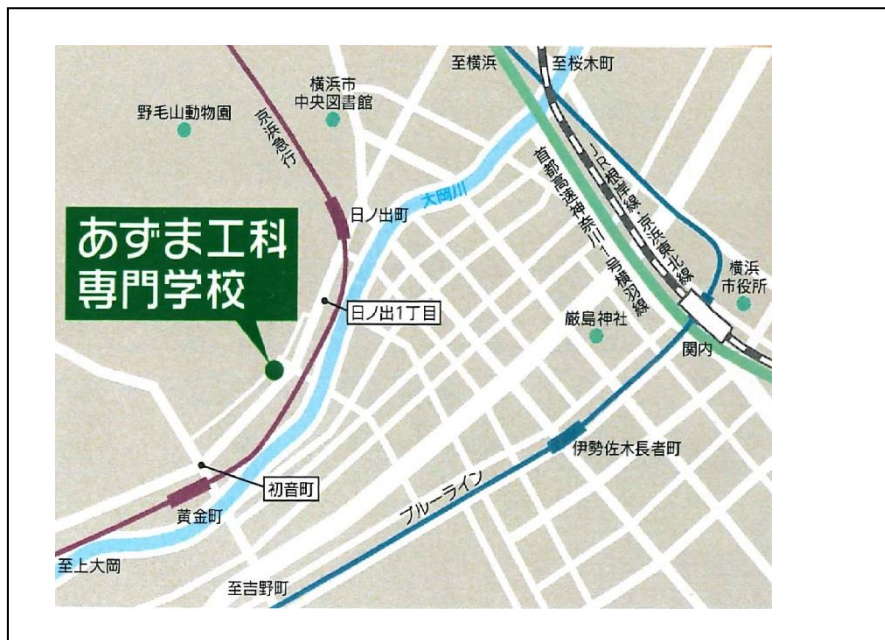 至横浜
至桜木町
横浜市
中央図書館
野毛山動物園
京浜急行
大岡川
首都高速神奈川1号横羽線
JR根岸線・京浜東北線
日ノ出町
あずま工科
専門学校
横浜
市役所
日ノ出1丁目
厳島神社
関内
伊勢佐木長者町
ブルーライン
初音町
黄金町
至上大岡
至吉野町